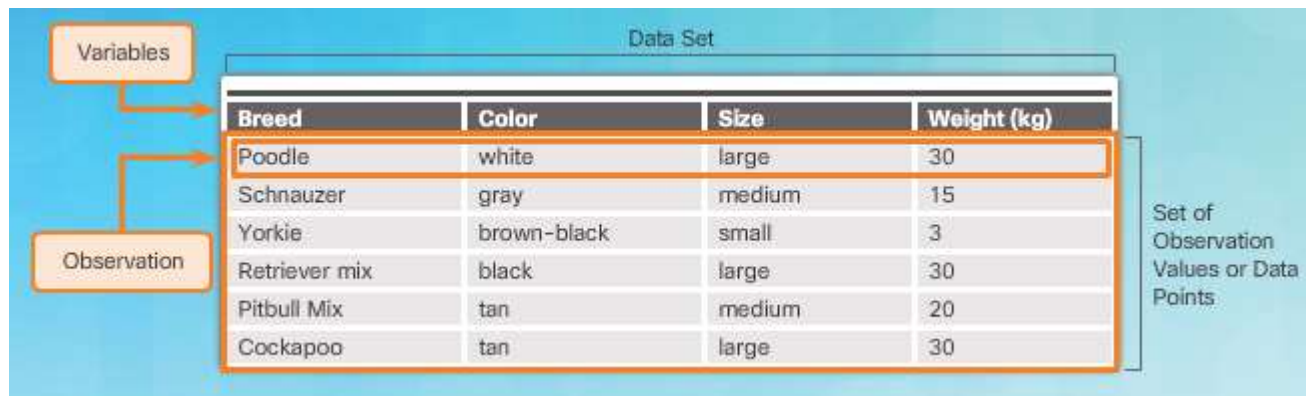 Data Set
Variables
Breed Color Size Weight (kg)
Poodle white large 30
Schnauzer gray medium 15
Yorkie brown-black small 3
Retriever mix black large 30
Pitbull Mix tan medium 20
Cockapoo tan large 30
Observation
Set of
Observation
Values or Data
Points